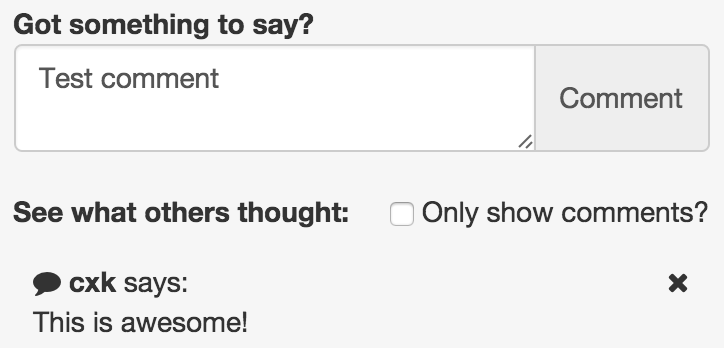 Got something to say?
Test comment
Comment
See what others thought: Only show comments?
cxk says:
This is awesome!